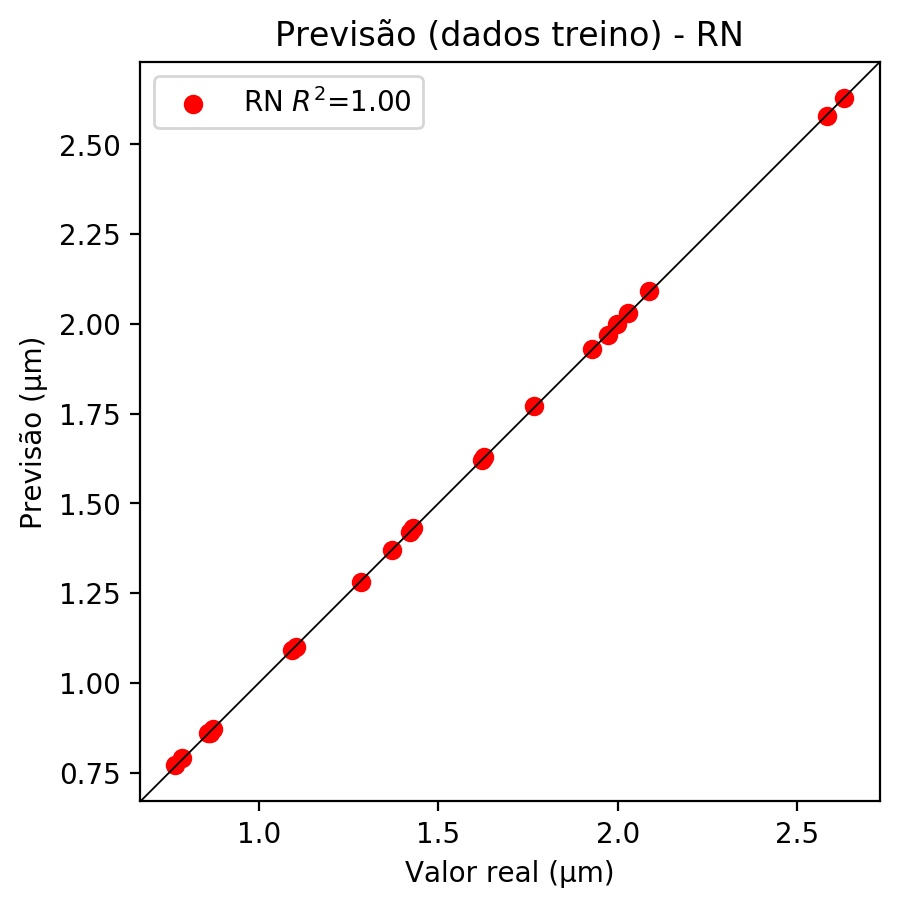 Previsão (dados treino) - RN
RN R²=1.00
Previsão (µm)
2.50
2.25
2.00
1.75
1.50
1.25
1.00
0.75
1.0 1.5 2.0 2.5
Valor real (µm)